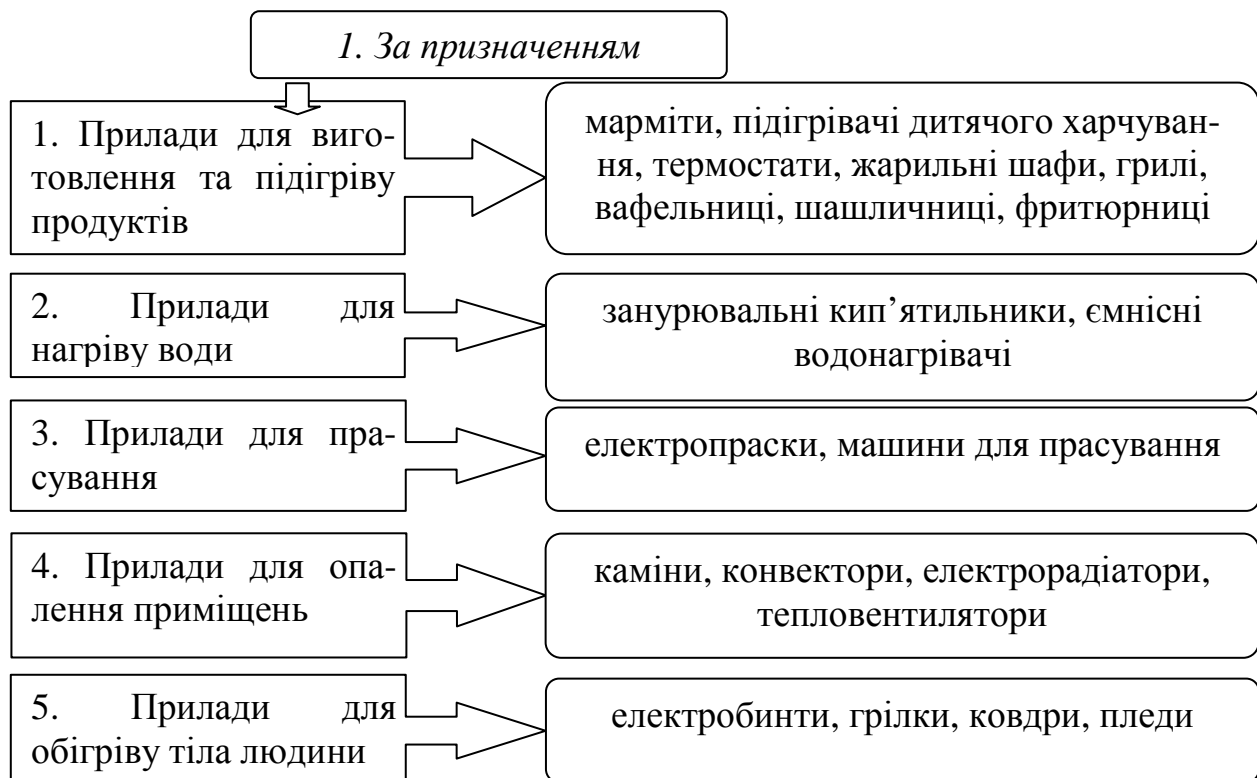 1. За призначенням
1. Прилади для виго-
товлення та підігріву
продуктів
марміти, підігрівачі дитячого харчуван-
ня, термостати, жарильні шафи, грилі,
вафельниці, шашличниці, фритюрниці
2. Прилади для
нагріву води
занурювальні кип’ятильники, ємнісні
водонагрівачі
3. Прилади для пра-
сування
електропраски, машини для прасування
4. Прилади для опа-
лення приміщень
каміни, конвектори, електрорадіатори,
тепловентилятори
5. Прилади для
обігріву тіла людини
електробинти, грілки, ковдри, пледи